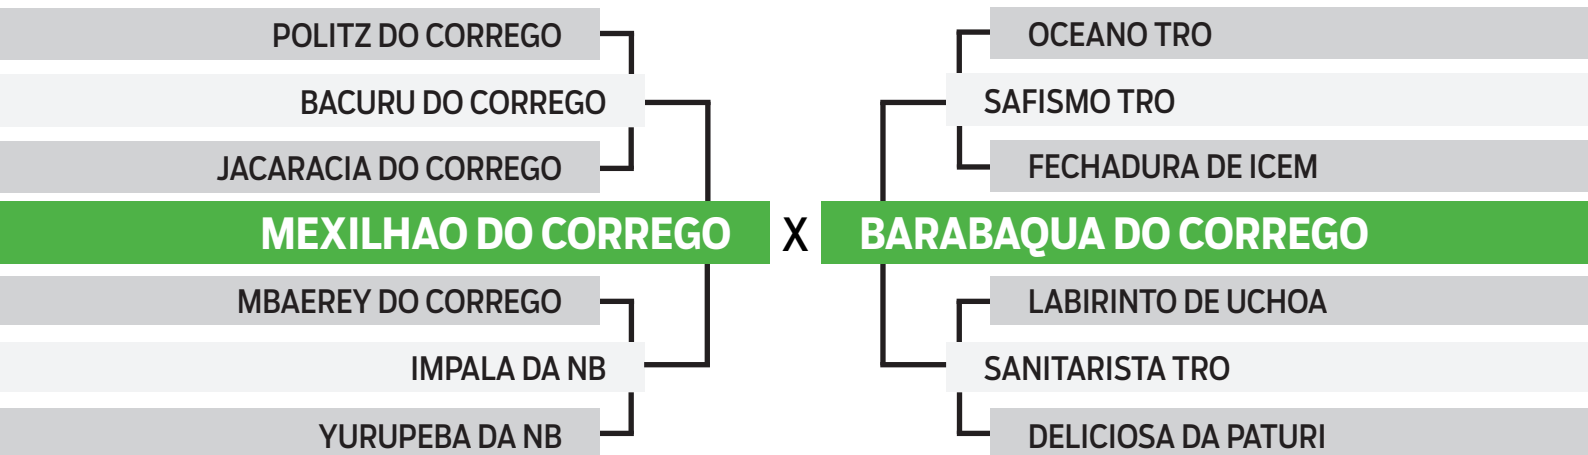 POLITZ DO CORREGO
BACURU DO CORREGO
JACARACIA DO CORREGO
MEXILHAO DO CORREGO
MBAEREY DO CORREGO
IMPALA DA NB
YURUPEBA DA NB
X
OCEANO TRO
SAFISMO TRO
FECHADURA DE ICEM
BARABAQUA DO CORREGO
LABIRINTO DE UCHOA
SANITARISTA TRO
DELICIOSA DA PATURI